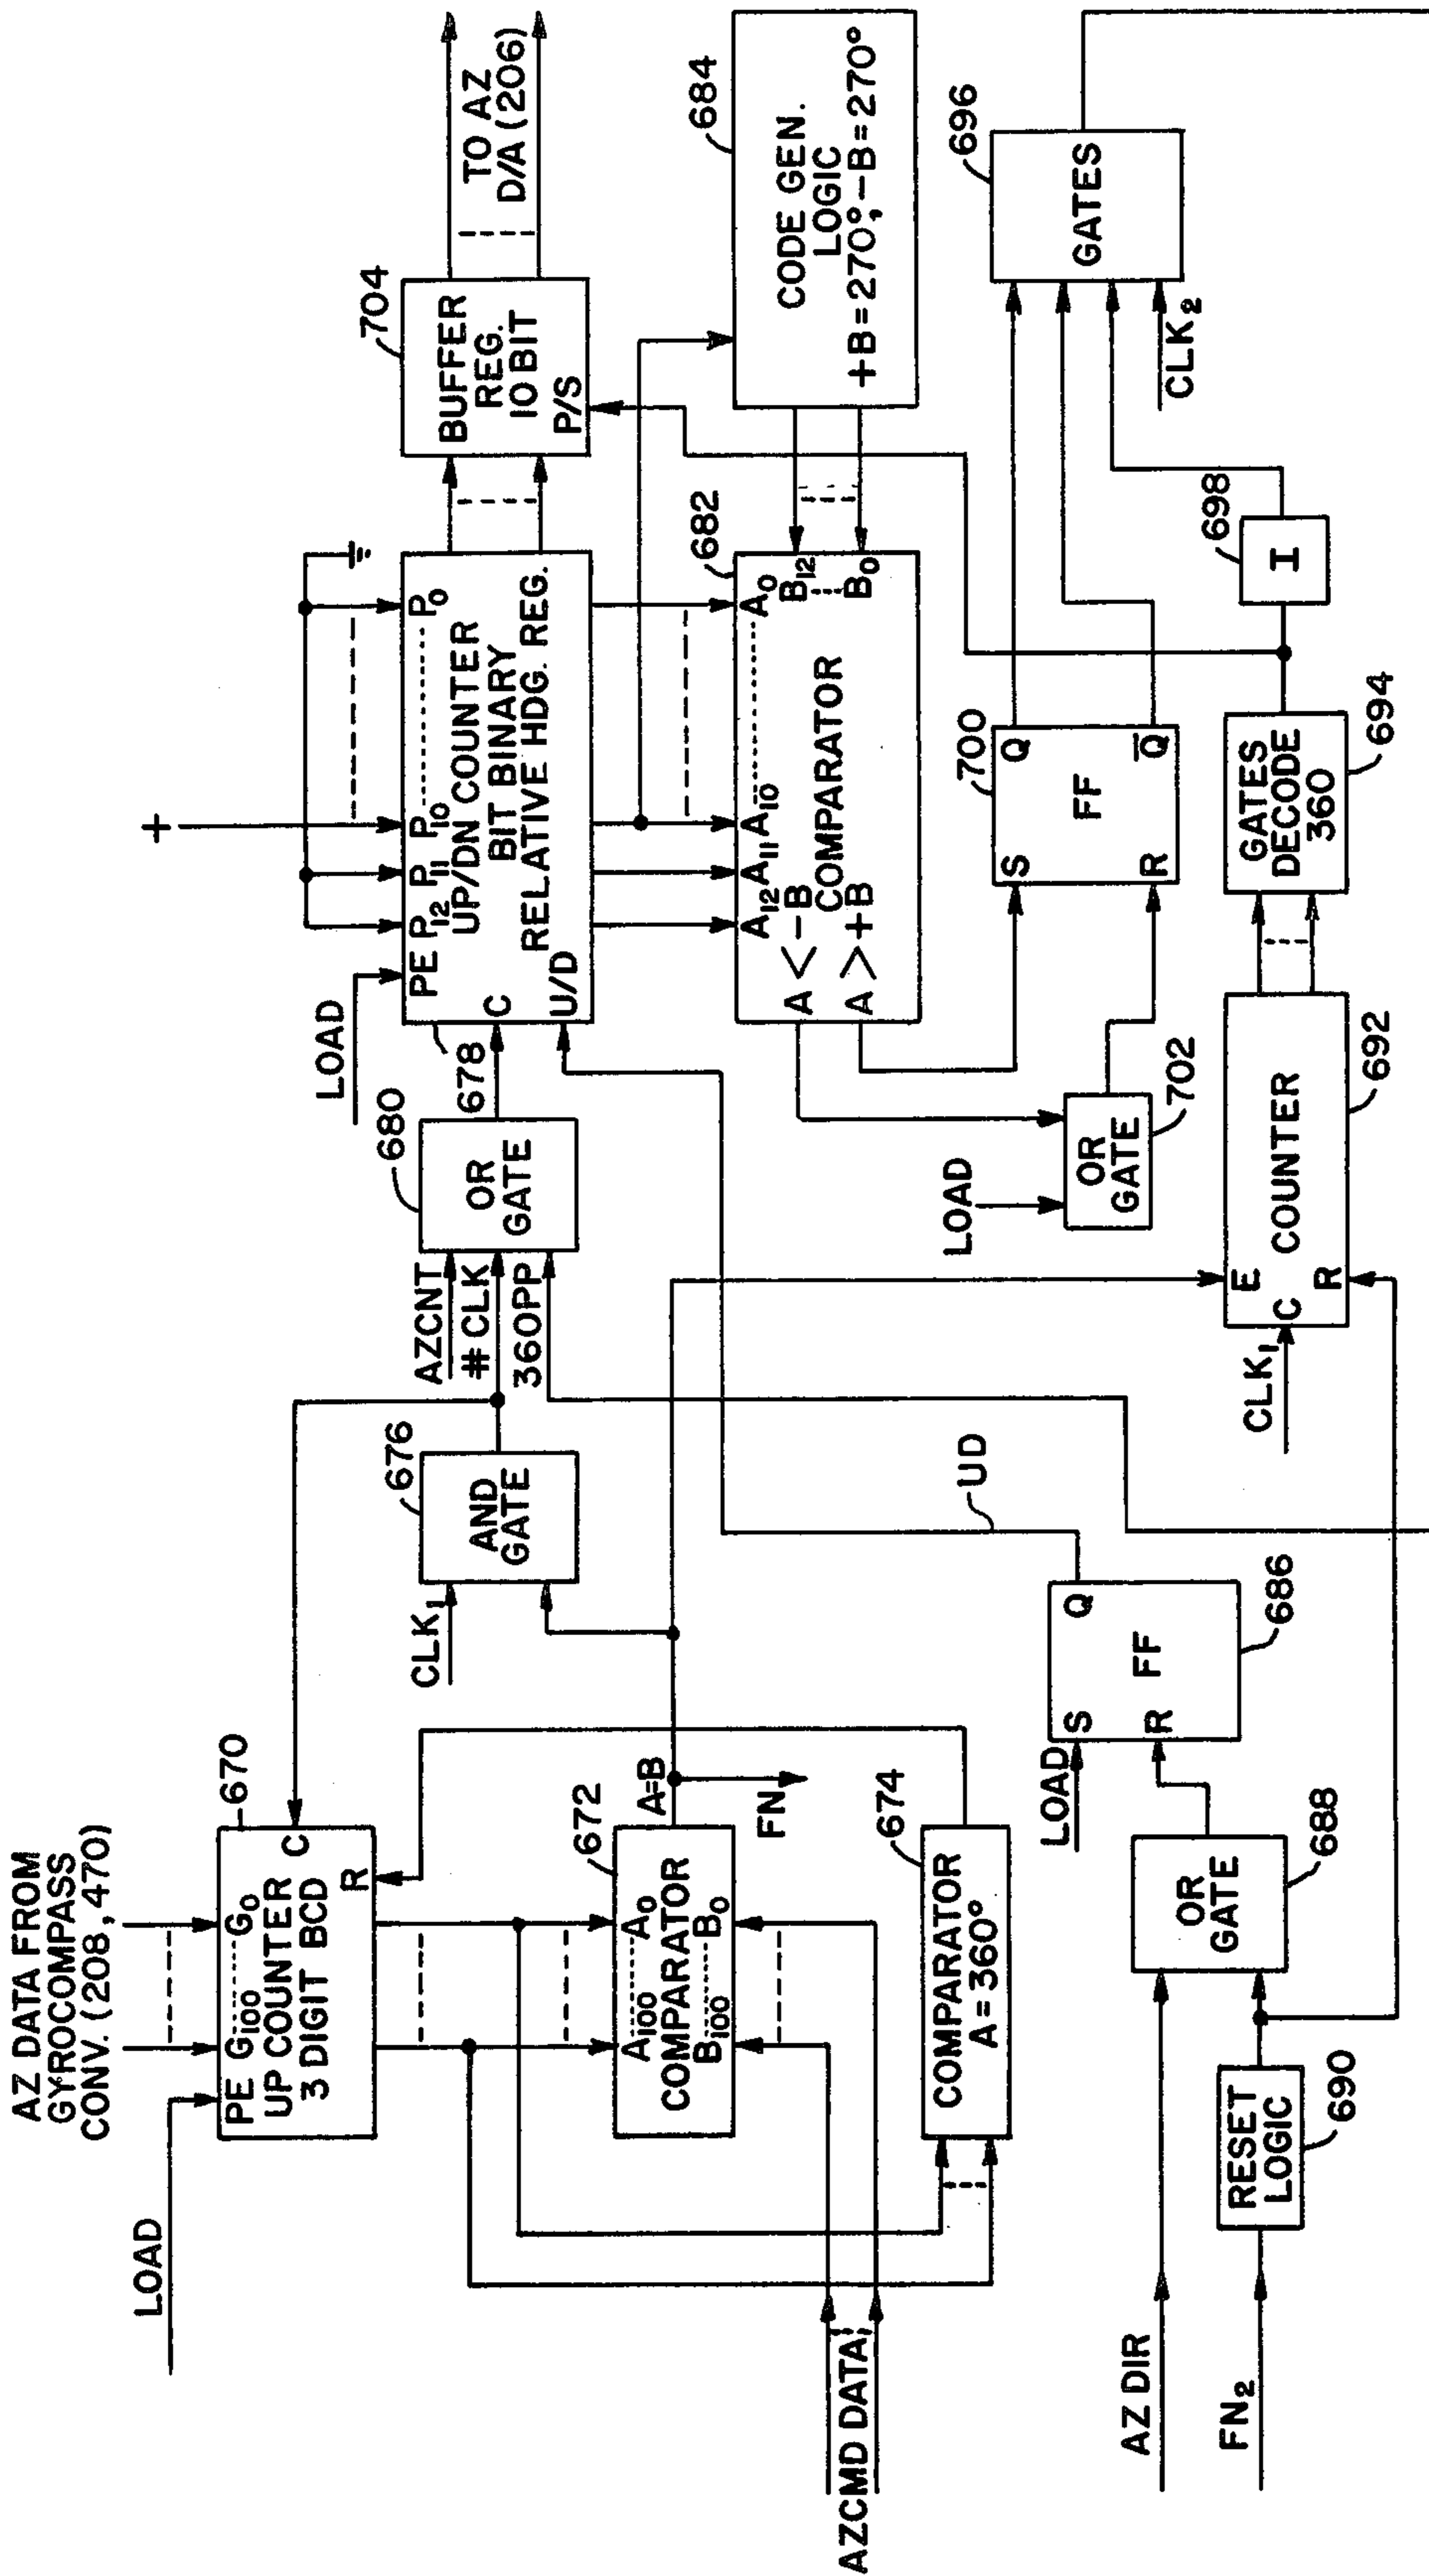 AZ DATA FROM
GYROCOMPASS
CONV. (208,470)
LOAD
670
PE G100 G0
UP COUNTER
3 DIGIT BCD
C
R
672
A100 A0
COMPARATOR
B100 B0
A=B
FN
674
COMPARATOR
A = 360°
AZCMD DATA
676
AND
GATE
CLK1
680
OR
GATE
AZCNT
# CLK
360PP
LOAD
678
+
PE P12 P11 P10 P0
UP/DN COUNTER
BIT BINARY
RELATIVE HDG. REG.
C
U/D
704
BUFFER
REG.
10 BIT
P/S
TO AZ
D/A (206)
682
A12 A11 A10 A0
A < -B
COMPARATOR
A > +B
B12
B0
684
CODE GEN.
LOGIC
+B=270°,-B=270°
UD
686
S
Q
FF
R
LOAD
688
OR
GATE
AZ DIR
FN2
RESET
LOGIC
690
LOAD
OR
GATE
702
700
S
Q
FF
R
Q̅
696
GATES
CLK2
698
I
694
GATES
DECODE
360
692
E
C
COUNTER
R
CLK1